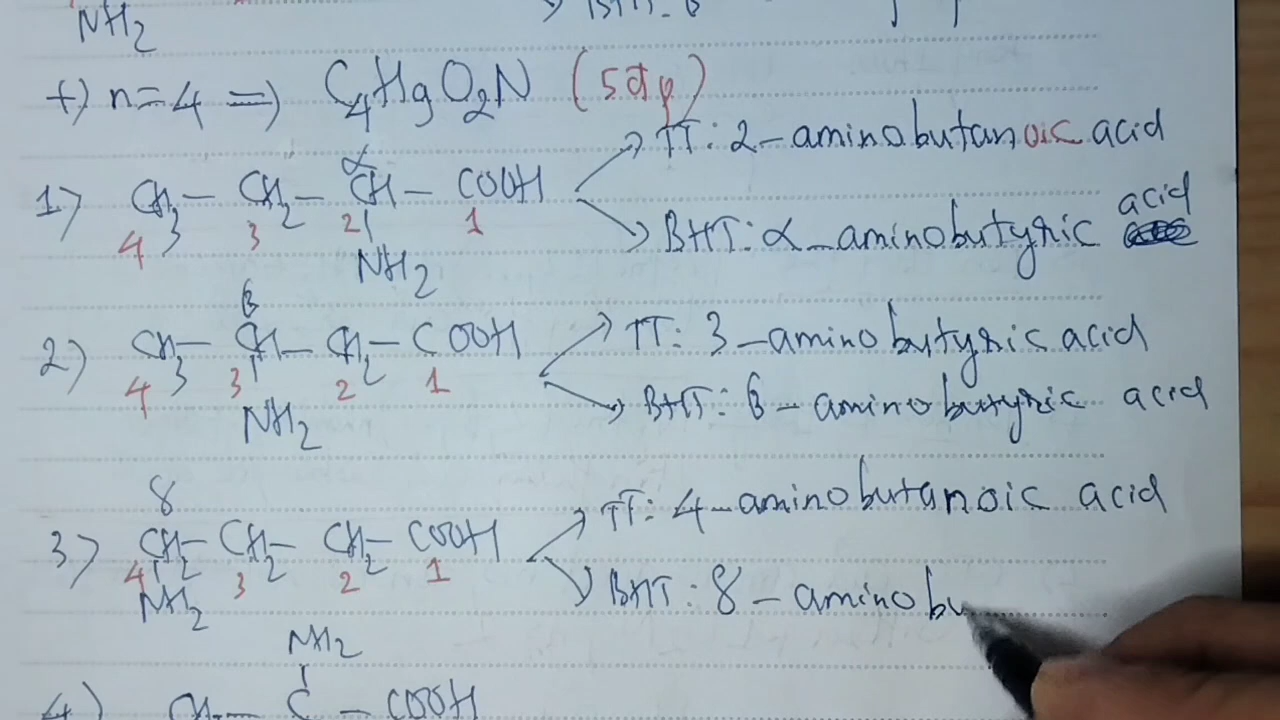 NH2
+) n=4 => C4H9O2N (5đp)
α
TT: 2-aminobutanoic acid
1) CH3 - CH2 - CH - COOH
4 3 2 1
NH2
BHT: α-aminobutyric acid
β
TT: 3-aminobutyric acid
2) CH3 - CH - CH2 - COOH
4 3 2 1
NH2
BHT: β-aminobutyric acid
γ
TT: 4-aminobutanoic acid
3) CH2 - CH2 - CH2 - COOH
4 3 2 1
NH2
BHT: γ-aminobu
NH2
4) - C - COOH